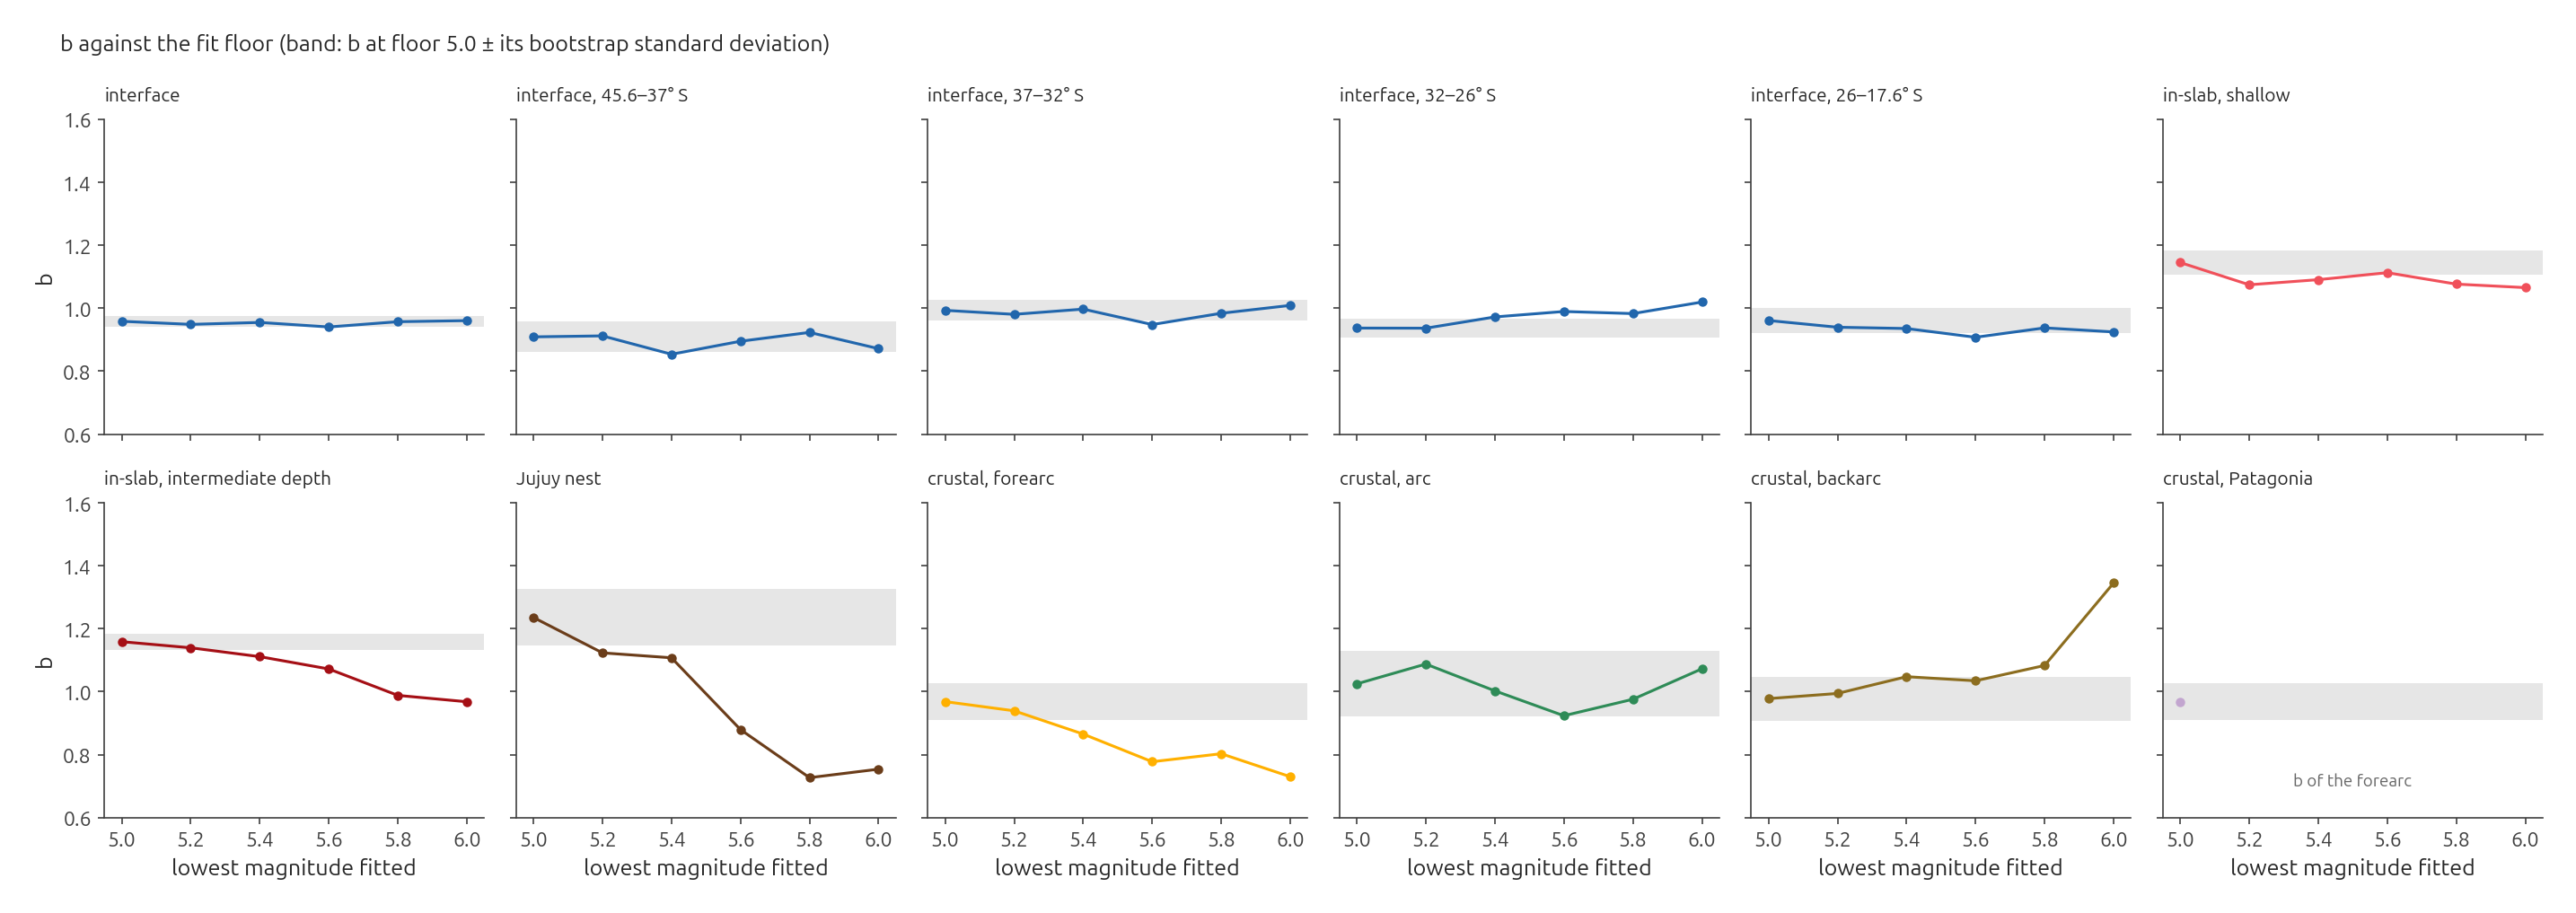 b against the fit floor (band: b at floor 5.0 ± its bootstrap standard deviation)
interface
interface, 45.6–37° S
interface, 37–32° S
interface, 32–26° S
interface, 26–17.6° S
in-slab, shallow
1.6
1.4
1.2
1.0
0.8
0.6
b
in-slab, intermediate depth
Jujuy nest
crustal, forearc
crustal, arc
crustal, backarc
crustal, Patagonia
1.6
1.4
1.2
1.0
0.8
0.6
b
b of the forearc
5.0 5.2 5.4 5.6 5.8 6.0
5.0 5.2 5.4 5.6 5.8 6.0
5.0 5.2 5.4 5.6 5.8 6.0
5.0 5.2 5.4 5.6 5.8 6.0
5.0 5.2 5.4 5.6 5.8 6.0
5.0 5.2 5.4 5.6 5.8 6.0
lowest magnitude fitted
lowest magnitude fitted
lowest magnitude fitted
lowest magnitude fitted
lowest magnitude fitted
lowest magnitude fitted